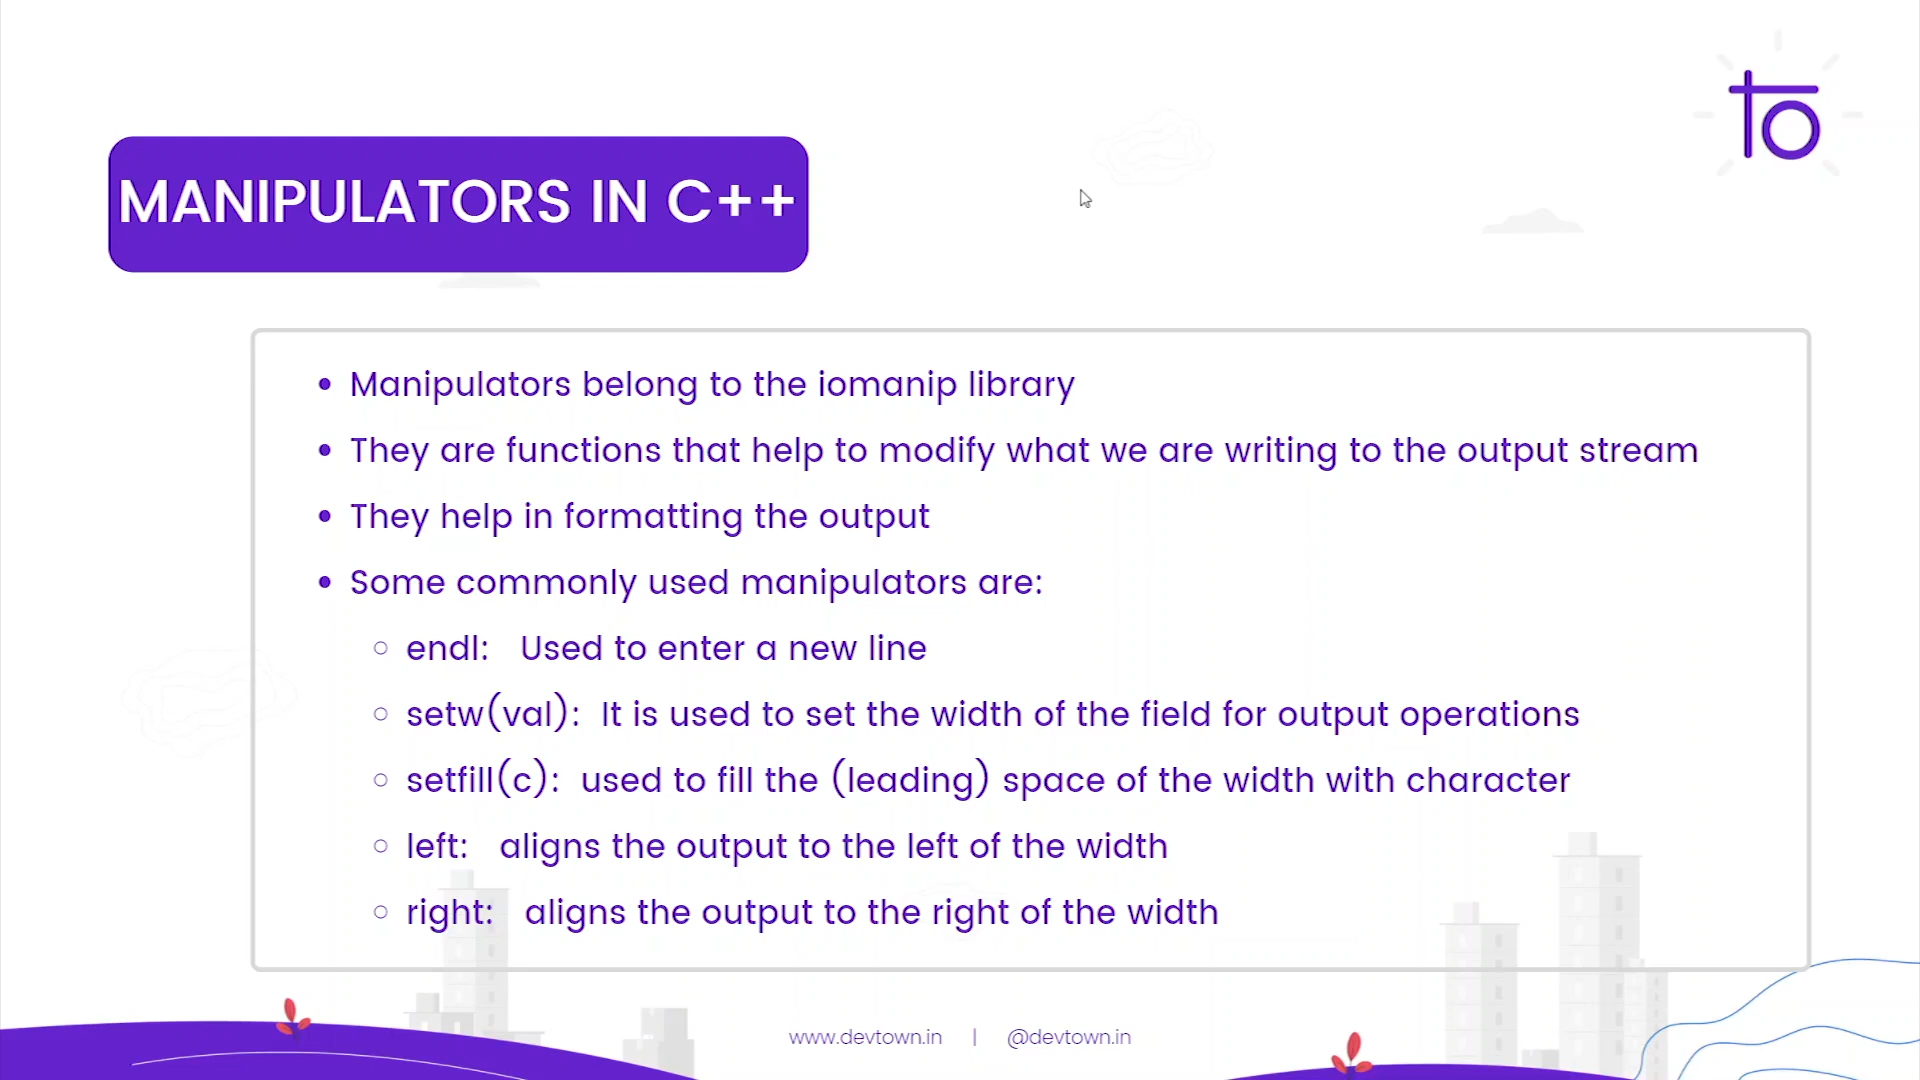 to
MANIPULATORS IN C++
• Manipulators belong to the iomanip library
• They are functions that help to modify what we are writing to the output stream
• They help in formatting the output
• Some commonly used manipulators are:
○ endl: Used to enter a new line
○ setw(val): It is used to set the width of the field for output operations
○ setfill(c): used to fill the (leading) space of the width with character
○ left: aligns the output to the left of the width
○ right: aligns the output to the right of the width
www.devtown.in | @devtown.in